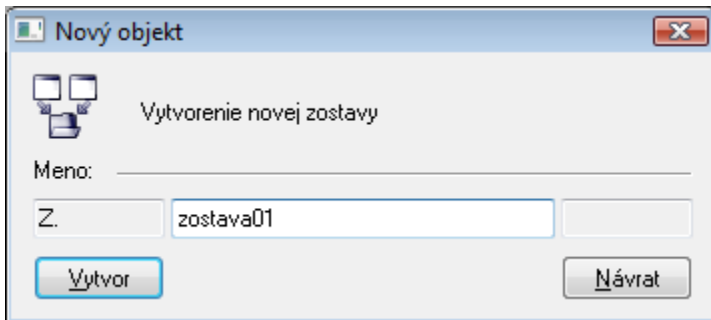 Nový objekt
Vytvorenie novej zostavy
Meno:
Z. zostava01
Vytvor Návrat